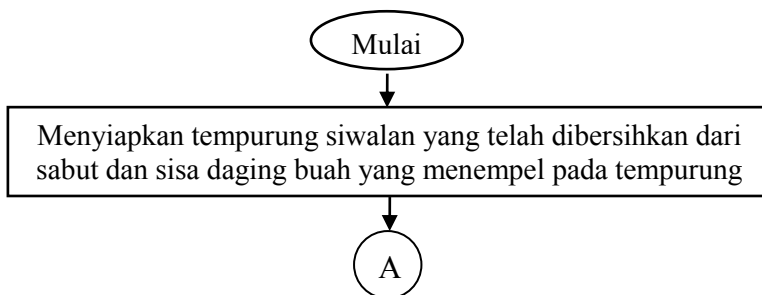 Mulai
Menyiapkan tempurung siwalan yang telah dibersihkan dari
sabut dan sisa daging buah yang menempel pada tempurung
A